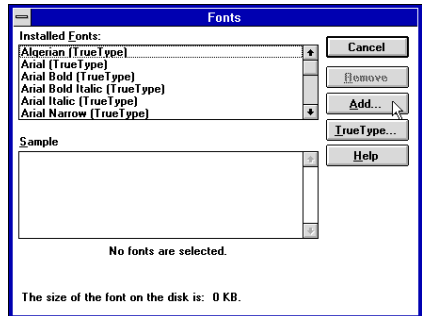 Fonts
Installed Fonts:
Algerian (TrueType)
Arial (TrueType)
Arial Bold (TrueType)
Arial Bold Italic (TrueType)
Arial Italic (TrueType)
Arial Narrow (TrueType)
Cancel
Remove
Add...
TrueType...
Help
Sample
No fonts are selected.
The size of the font on the disk is: 0 KB.